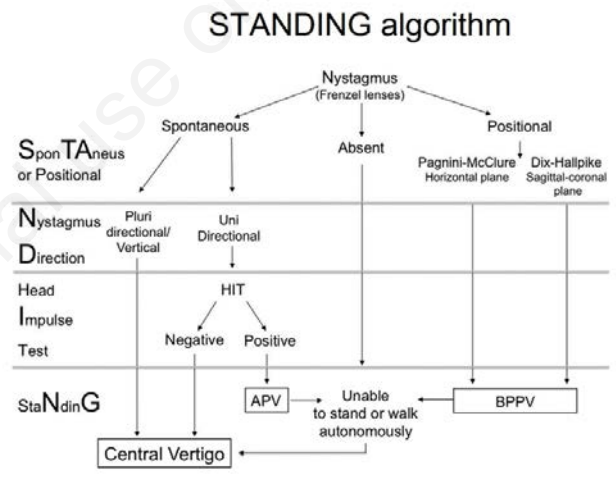 STANDING algorithm
Nystagmus
(Frenzel lenses)
Spontaneous
Positional
Absent
SponTAneus
or Positional
Pagnini-McClure
Horizontal plane
Dix-Hallpike
Sagittal-coronal
plane
Nystagmus
Direction
Pluri
directional/
Vertical
Uni
Directional
Head
Impulse
Test
HIT
Negative
Positive
StaNdinG
APV
Unable
to stand or walk
autonomously
BPPV
Central Vertigo